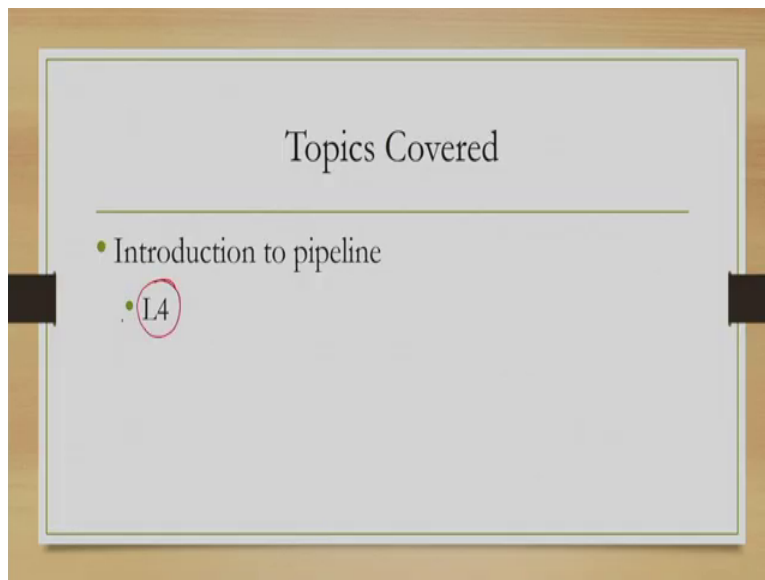 Topics Covered
• Introduction to pipeline
• L4